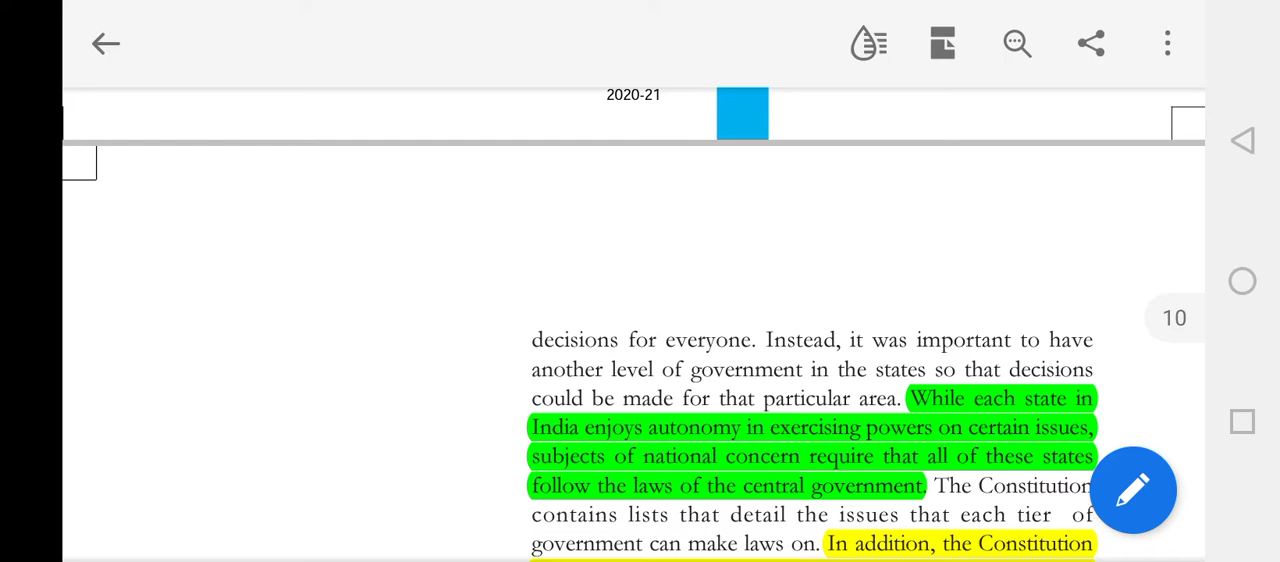 2020-21
10
decisions for everyone. Instead, it was important to have
another level of government in the states so that decisions
could be made for that particular area. While each state in
India enjoys autonomy in exercising powers on certain issues,
subjects of national concern require that all of these states
follow the laws of the central government. The Constitution
contains lists that detail the issues that each tier of
government can make laws on. In addition, the Constitution